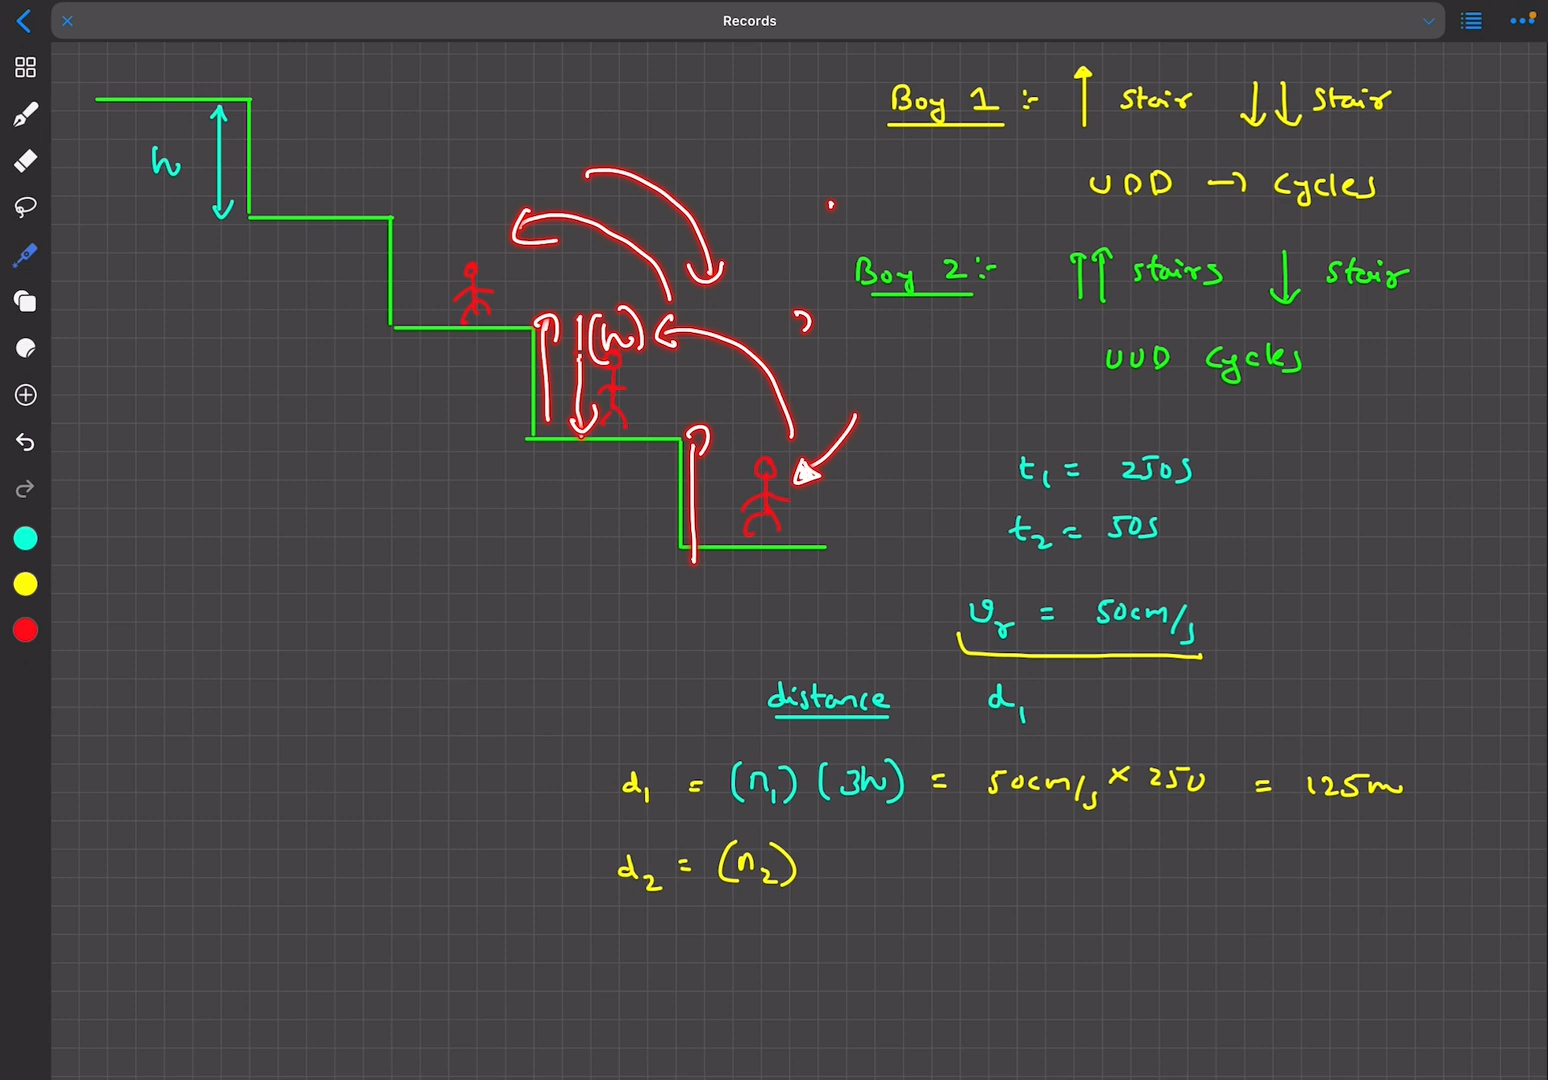 Records
h
Boy 1 :- ↑ stair ↓↓ stair
UDD → cycles
Boy 2 :- ↑↑ stairs ↓ stair
UUD cycles
(h)
t₁ = 250s
t₂ = 50s
v_r = 50cm/s
distance d₁
d₁ = (n₁) (3h) = 50cm/s × 250 = 125m
d₂ = (n₂)